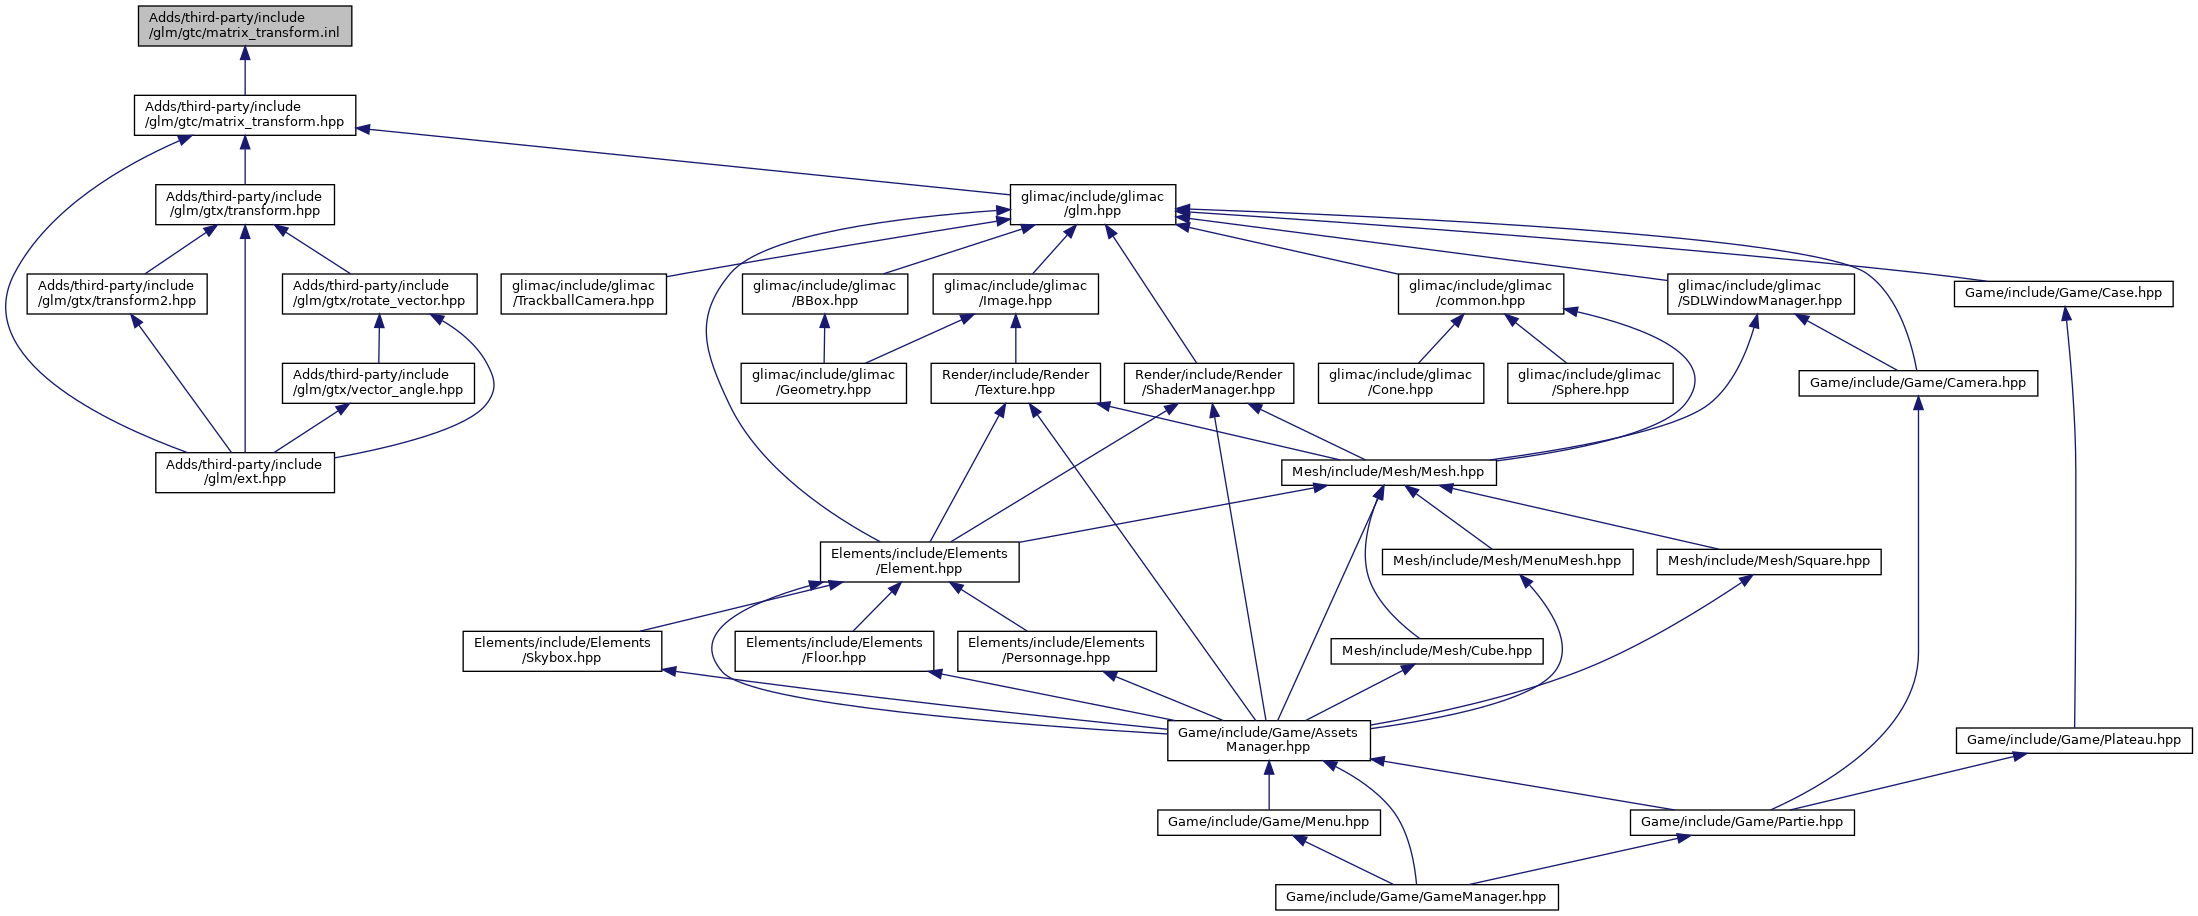 Adds/third-party/include
/glm/gtc/matrix_transform.inl
Adds/third-party/include
/glm/gtc/matrix_transform.hpp
Adds/third-party/include
/glm/gtx/transform.hpp
glimac/include/glimac
/glm.hpp
Adds/third-party/include
/glm/gtx/transform2.hpp
Adds/third-party/include
/glm/gtx/rotate_vector.hpp
glimac/include/glimac
/TrackballCamera.hpp
glimac/include/glimac
/BBox.hpp
glimac/include/glimac
/Image.hpp
glimac/include/glimac
/common.hpp
glimac/include/glimac
/SDLWindowManager.hpp
Game/include/Game/Case.hpp
Adds/third-party/include
/glm/gtx/vector_angle.hpp
glimac/include/glimac
/Geometry.hpp
Render/include/Render
/Texture.hpp
Render/include/Render
/ShaderManager.hpp
glimac/include/glimac
/Cone.hpp
glimac/include/glimac
/Sphere.hpp
Game/include/Game/Camera.hpp
Adds/third-party/include
/glm/ext.hpp
Mesh/include/Mesh/Mesh.hpp
Elements/include/Elements
/Element.hpp
Mesh/include/Mesh/MenuMesh.hpp
Mesh/include/Mesh/Square.hpp
Elements/include/Elements
/Skybox.hpp
Elements/include/Elements
/Floor.hpp
Elements/include/Elements
/Personnage.hpp
Mesh/include/Mesh/Cube.hpp
Game/include/Game/Assets
Manager.hpp
Game/include/Game/Plateau.hpp
Game/include/Game/Menu.hpp
Game/include/Game/Partie.hpp
Game/include/Game/GameManager.hpp